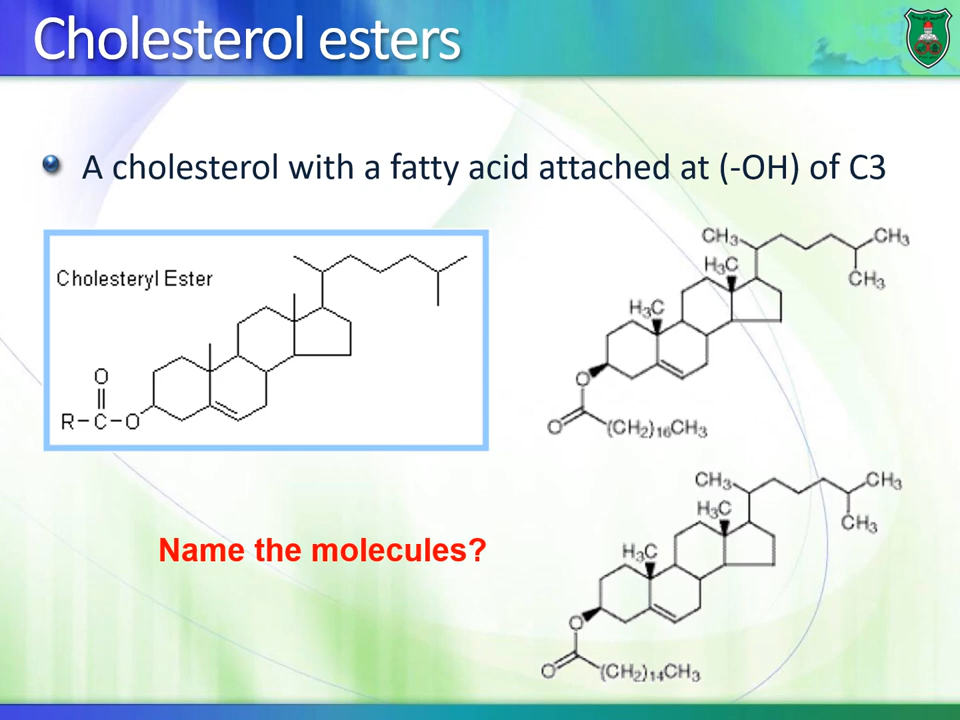 Cholesterol esters
A cholesterol with a fatty acid attached at (-OH) of C3
Cholesteryl Ester
O
R-C-O
CH₃
CH₃
H₃C
CH₃
H₃C
O
O
(CH₂)₁₆CH₃
Name the molecules?
CH₃
CH₃
H₃C
CH₃
H₃C
O
O
(CH₂)₁₄CH₃